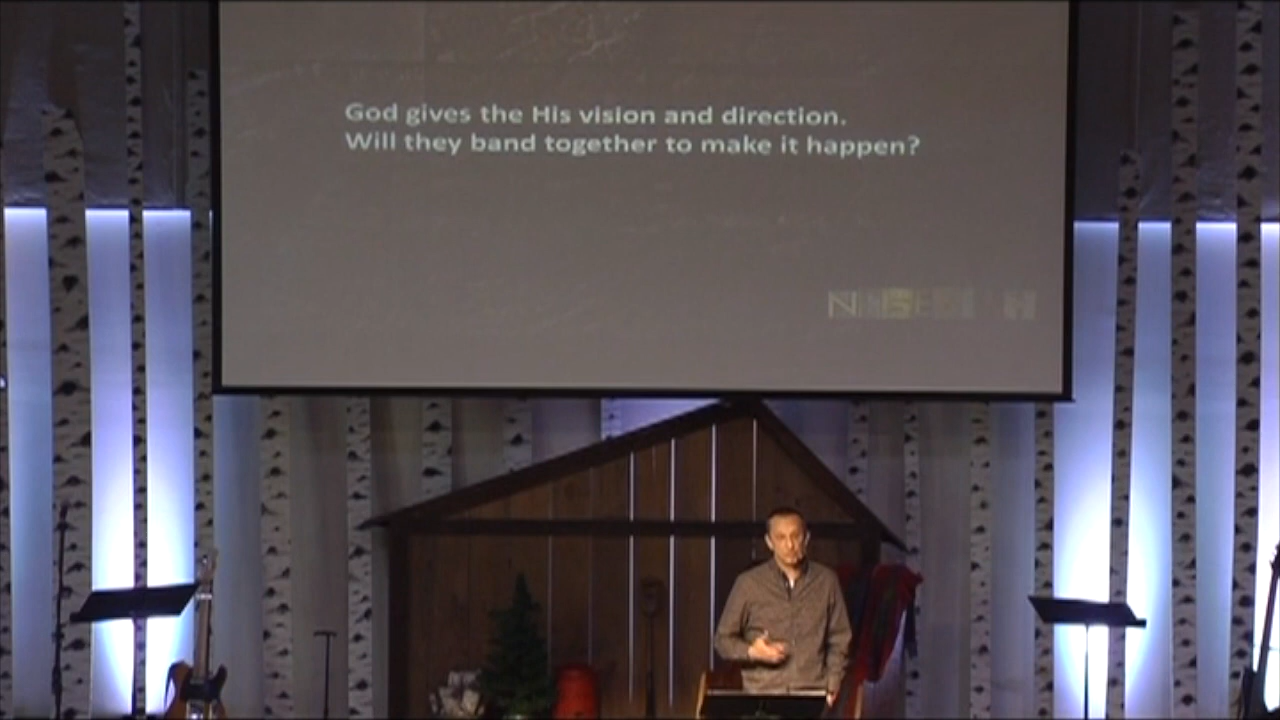 God gives the His vision and direction.
Will they band together to make it happen?